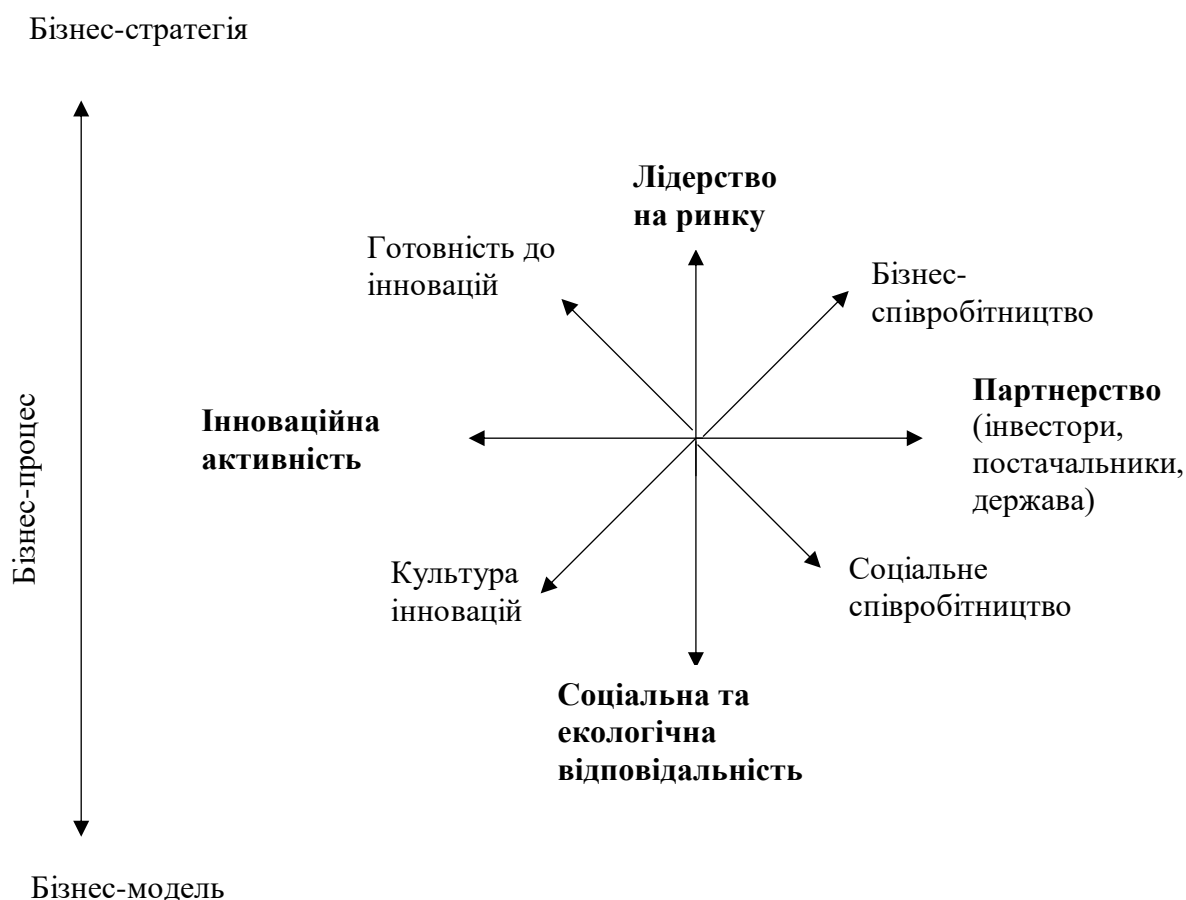 Бізнес-стратегія
Лідерство
на ринку
Готовність до
інновацій
Бізнес-
співробітництво
Інноваційна
активність
Партнерство
(інвестори,
постачальники,
держава)
Бізнес-процес
Культура
інновацій
Соціальне
співробітництво
Соціальна та
екологічна
відповідальність
Бізнес-модель